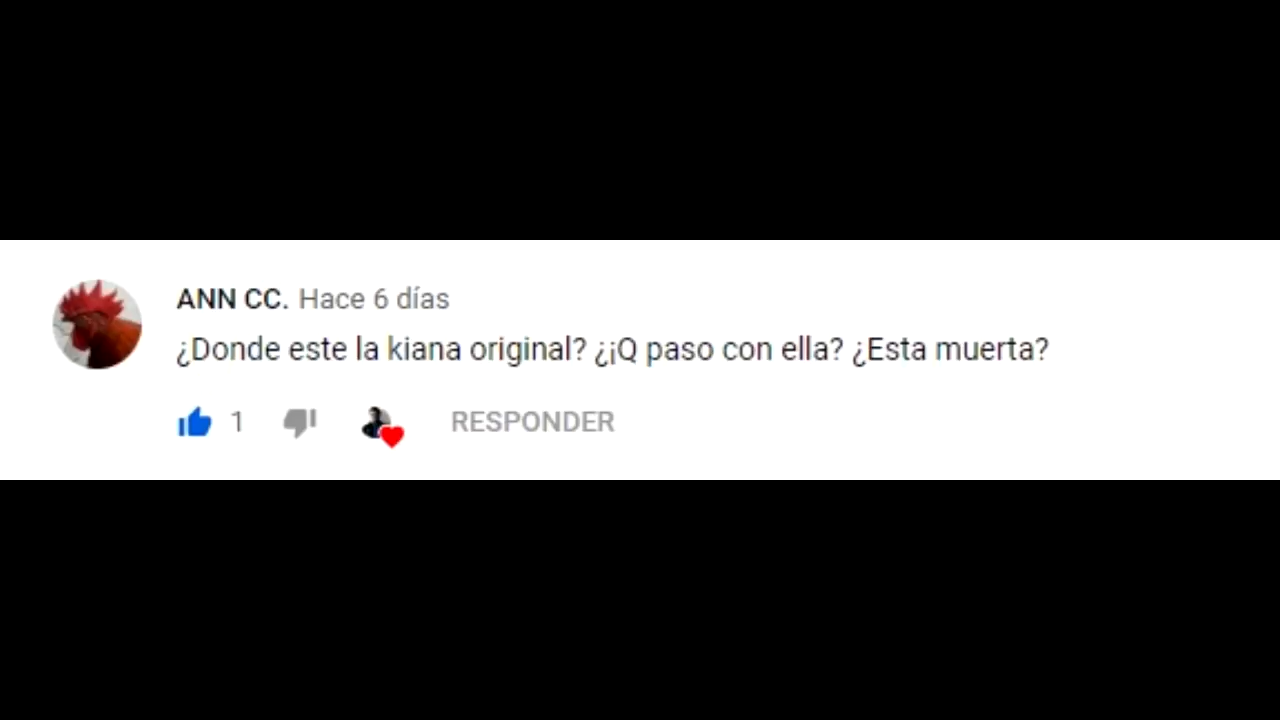 ANN CC. Hace 6 días
¿Donde este la kiana original? ¿¡Q paso con ella? ¿Esta muerta?
1 RESPONDER